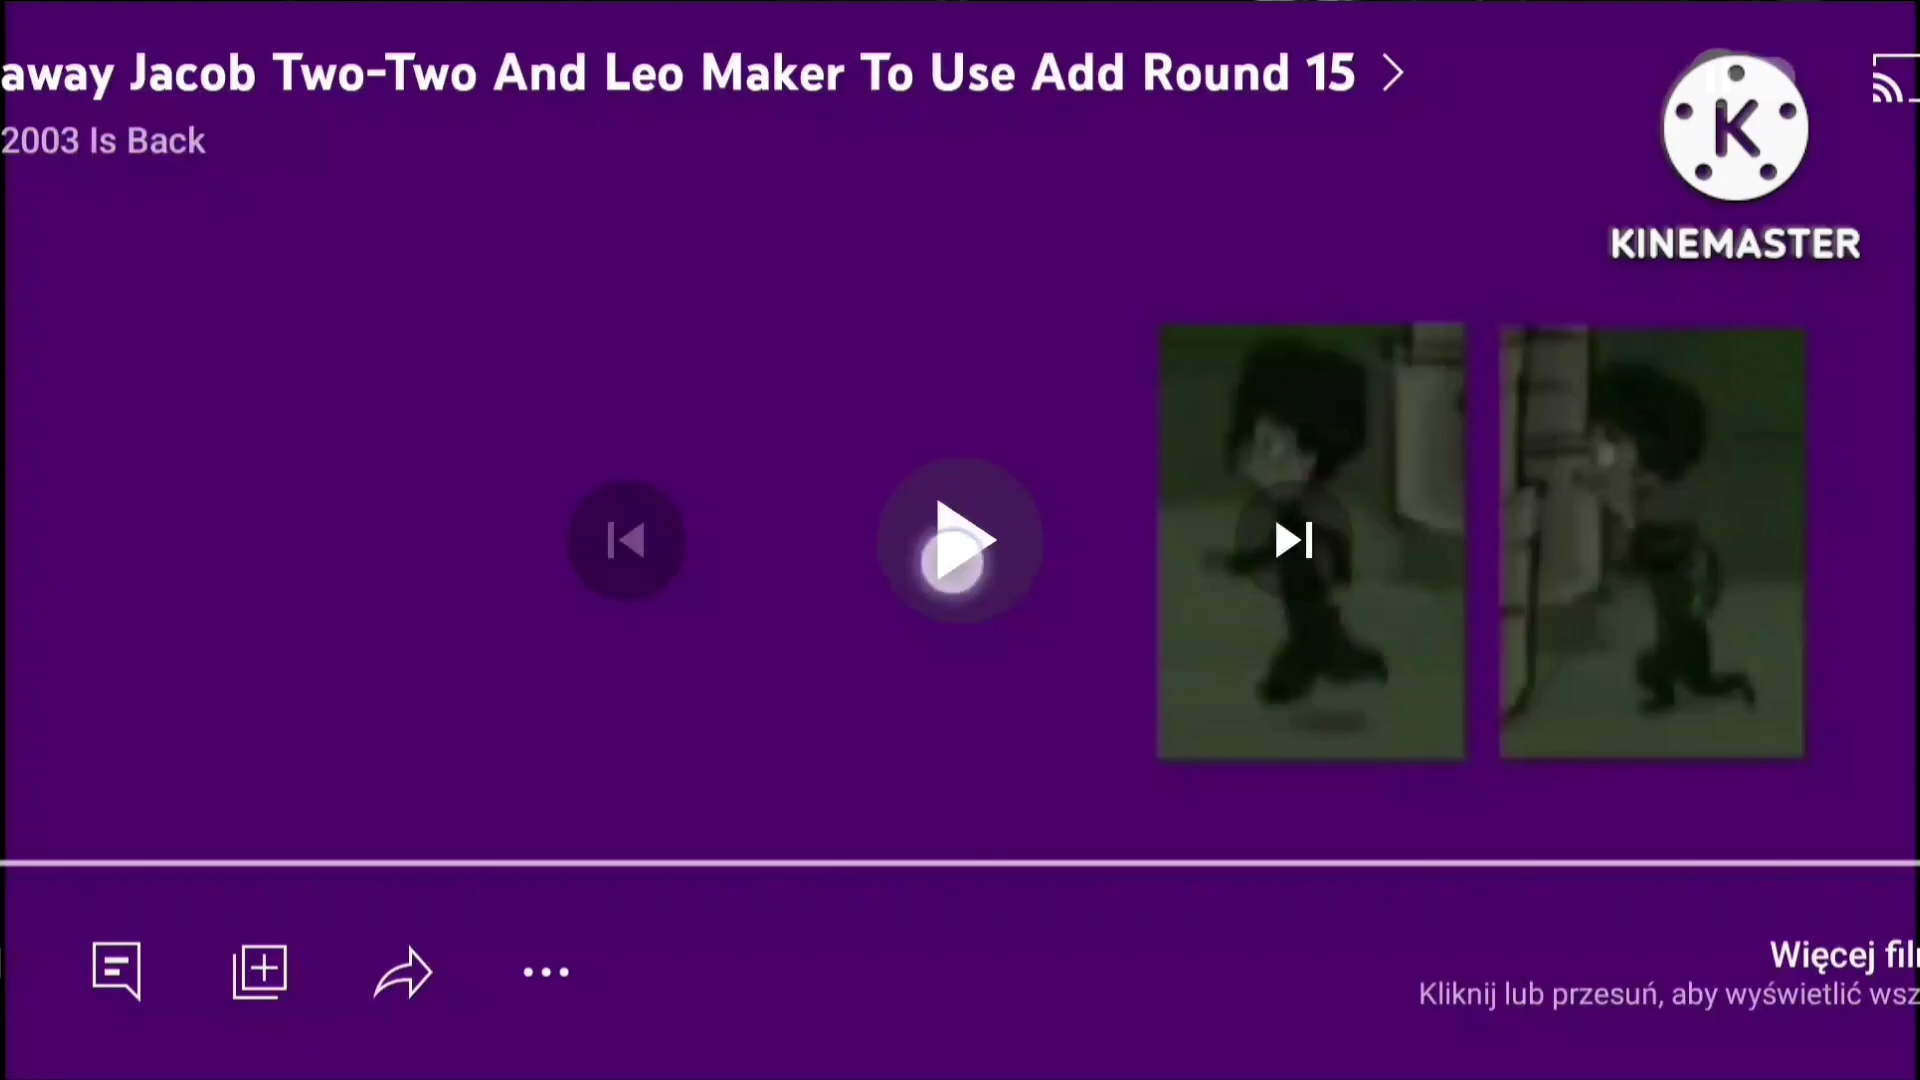 away Jacob Two-Two And Leo Maker To Use Add Round 15
2003 Is Back
K
KINEMASTER
Więcej fil
Kliknij lub przesuń, aby wyświetlić wsz